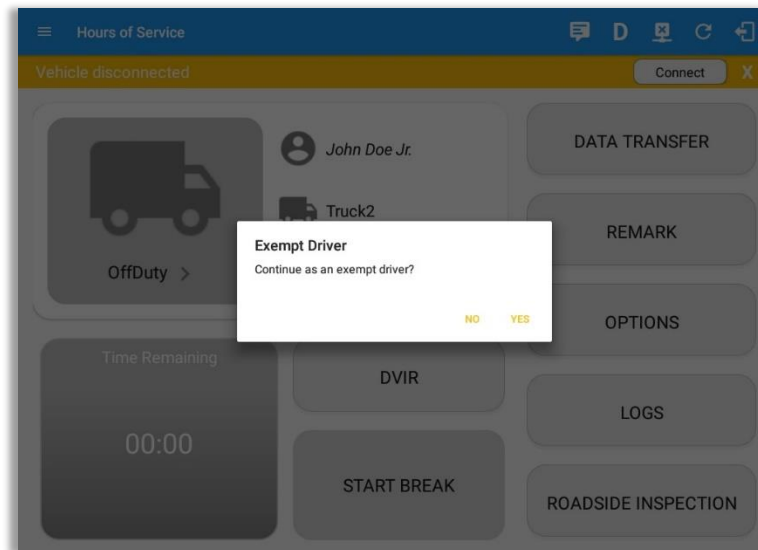 Hours of Service
D
Vehicle disconnected
Connect
X
John Doe Jr.
Truck2
OffDuty >
Exempt Driver
Continue as an exempt driver?
NO
YES
Time Remaining
00:00
DVIR
START BREAK
DATA TRANSFER
REMARK
OPTIONS
LOGS
ROADSIDE INSPECTION